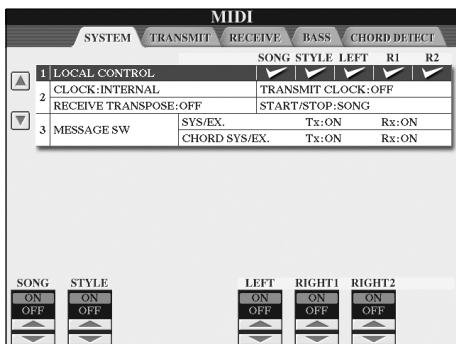 MIDI
SYSTEM TRANSMIT RECEIVE BASS CHORD DETECT
SONG STYLE LEFT R1 R2
1 LOCAL CONTROL
2 CLOCK:INTERNAL TRANSMIT CLOCK:OFF
RECEIVE TRANSPOSE:OFF START/STOP:SONG
3 MESSAGE SW SYS/EX. Tx:ON Rx:ON
CHORD SYS/EX. Tx:ON Rx:ON
SONG STYLE LEFT RIGHT1 RIGHT2
ON ON ON ON ON
OFF OFF OFF OFF OFF